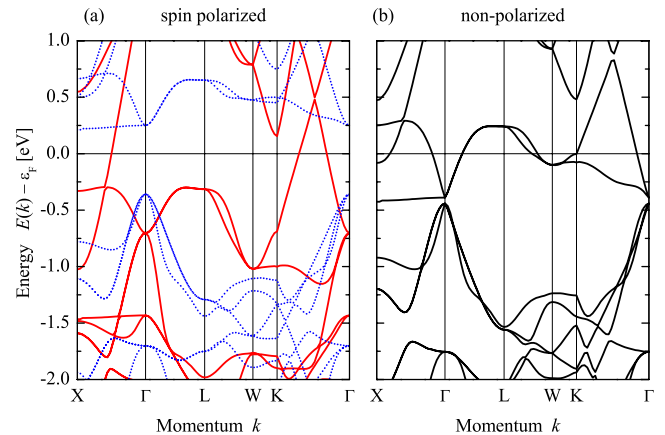 (a) spin polarized
(b) non-polarized
Energy E(k) − εF [eV]
1.0
0.5
0.0
-0.5
-1.0
-1.5
-2.0
X Γ L W K Γ
X Γ L W K Γ
Momentum k
Momentum k